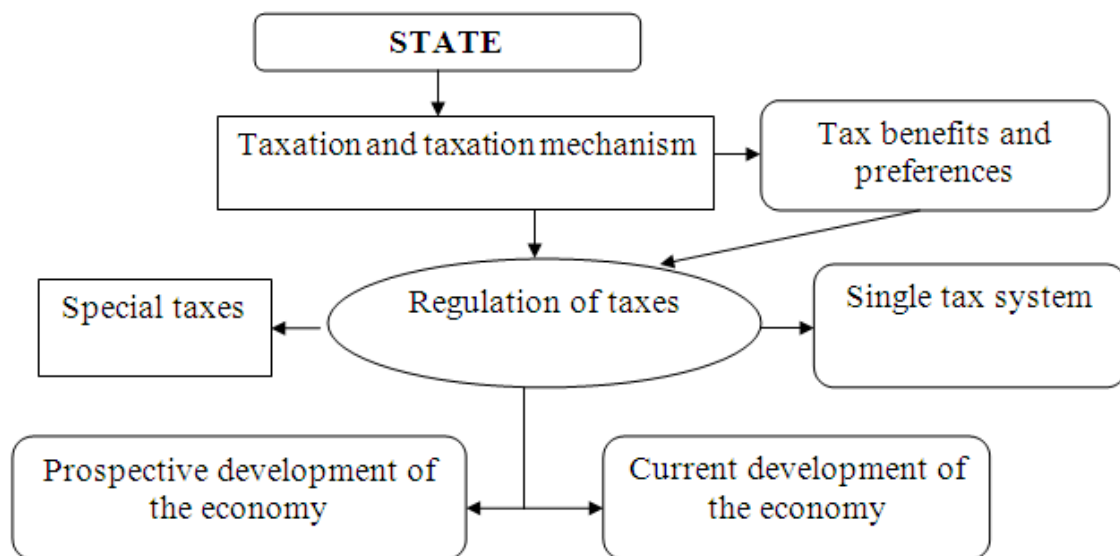 STATE
Taxation and taxation mechanism
Tax benefits and
preferences
Regulation of taxes
Special taxes
Single tax system
Prospective development of
the economy
Current development of
the economy